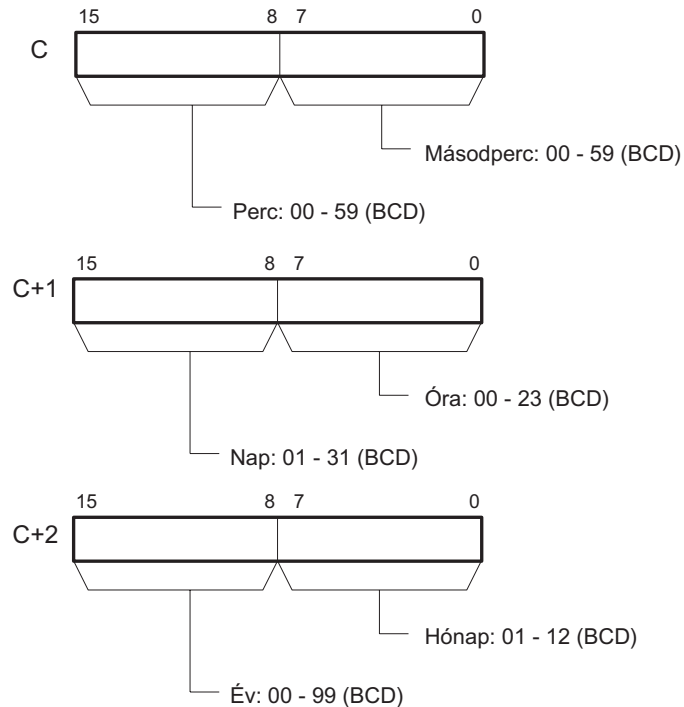 15 8 7 0
C
Másodperc: 00 - 59 (BCD)
Perc: 00 - 59 (BCD)
15 8 7 0
C+1
Óra: 00 - 23 (BCD)
Nap: 01 - 31 (BCD)
15 8 7 0
C+2
Hónap: 01 - 12 (BCD)
Év: 00 - 99 (BCD)